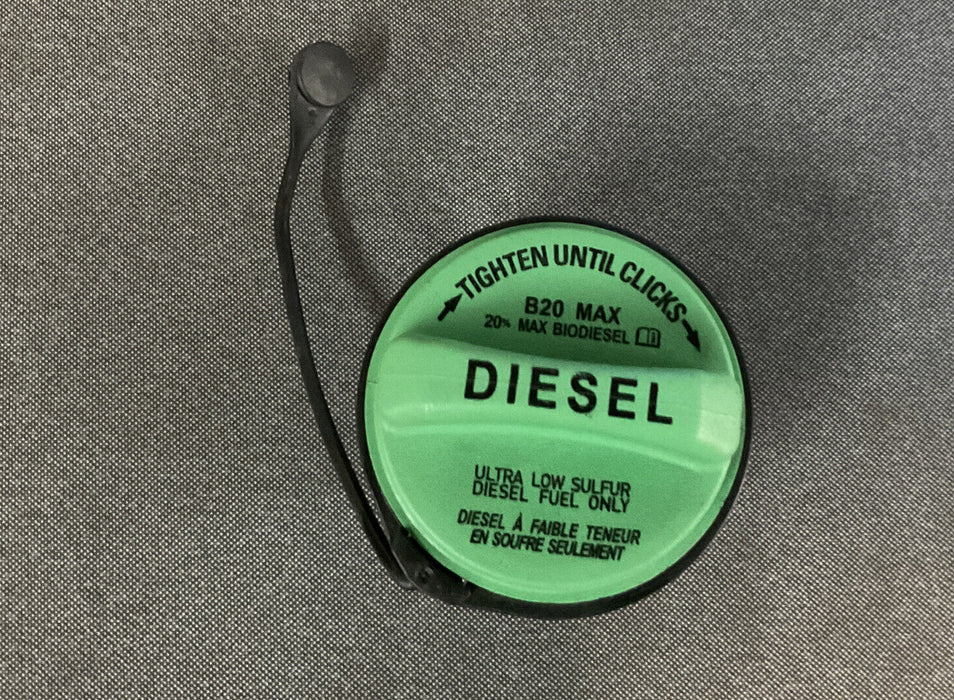 TIGHTEN UNTIL CLICKS
B20 MAX
20% MAX BIODIESEL
DIESEL
ULTRA LOW SULFUR
DIESEL FUEL ONLY
DIESEL À FAIBLE TENEUR
EN SOUFRE SEULEMENT